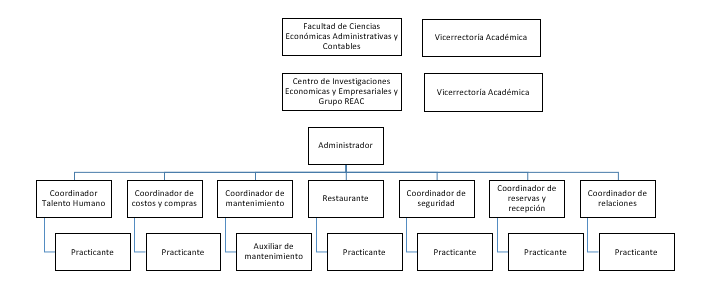 Facultad de Ciencias
Económicas Administrativas y
Contables
Vicerrectoría Académica
Centro de Investigaciones
Economicas y Empresariales y
Grupo REAC
Vicerrectoría Académica
Administrador
Coordinador
Talento Humano
Coordinador de
costos y compras
Coordinador de
mantenimiento
Restaurante
Coordinador de
seguridad
Coordinador de
reservas y
recepción
Coordinador de
relaciones
Practicante
Practicante
Auxiliar de
mantenimiento
Practicante
Practicante
Practicante
Practicante